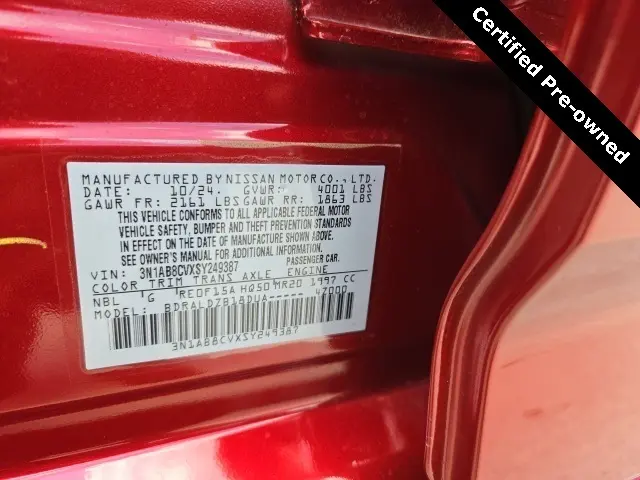 Certified Pre-owned
MANUFACTURED BY NISSAN MOTOR CO., LTD.
DATE: 10/24. GVWR: 4001 LBS
GAWR FR: 2161 LBS GAWR RR: 1863 LBS
THIS VEHICLE CONFORMS TO ALL APPLICABLE FEDERAL MOTOR
VEHICLE SAFETY, BUMPER AND THEFT PREVENTION STANDARDS
IN EFFECT ON THE DATE OF MANUFACTURE SHOWN ABOVE.
SEE OWNER'S MANUAL FOR ADDITIONAL INFORMATION.
VIN: 3N1AB8CVXSY249387 PASSENGER CAR.
COLOR TRIM TRANS AXLE ENGINE
NBL G RE0F15A H050 MR20 1997 CC
MODEL: BDRALDZB18DUA----- 4Z000
3N1AB8CVXSY249387